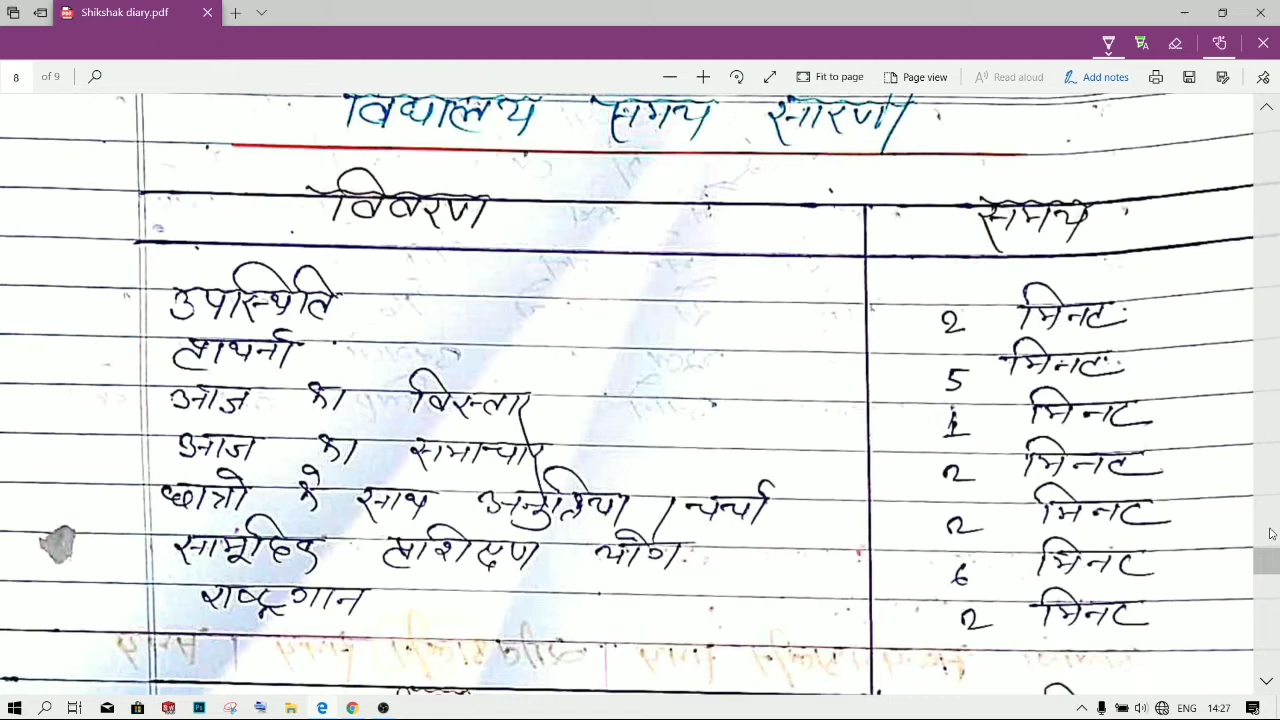 Shikshak diary.pdf
8 of 9 Fit to page Page view Read aloud Add notes
विद्यालय समय सारणी
विवरण समय
उपस्थिति 2 मिनट
प्रार्थना 5 मिनट
आज का विस्तार 1 मिनट
आज का समाचार 2 मिनट
छात्रो के साथ / चर्चा 2 मिनट
सामूहिक प्रशिक्षण योग 6 मिनट
राष्ट्रगान 2 मिनट
ENG 14:27